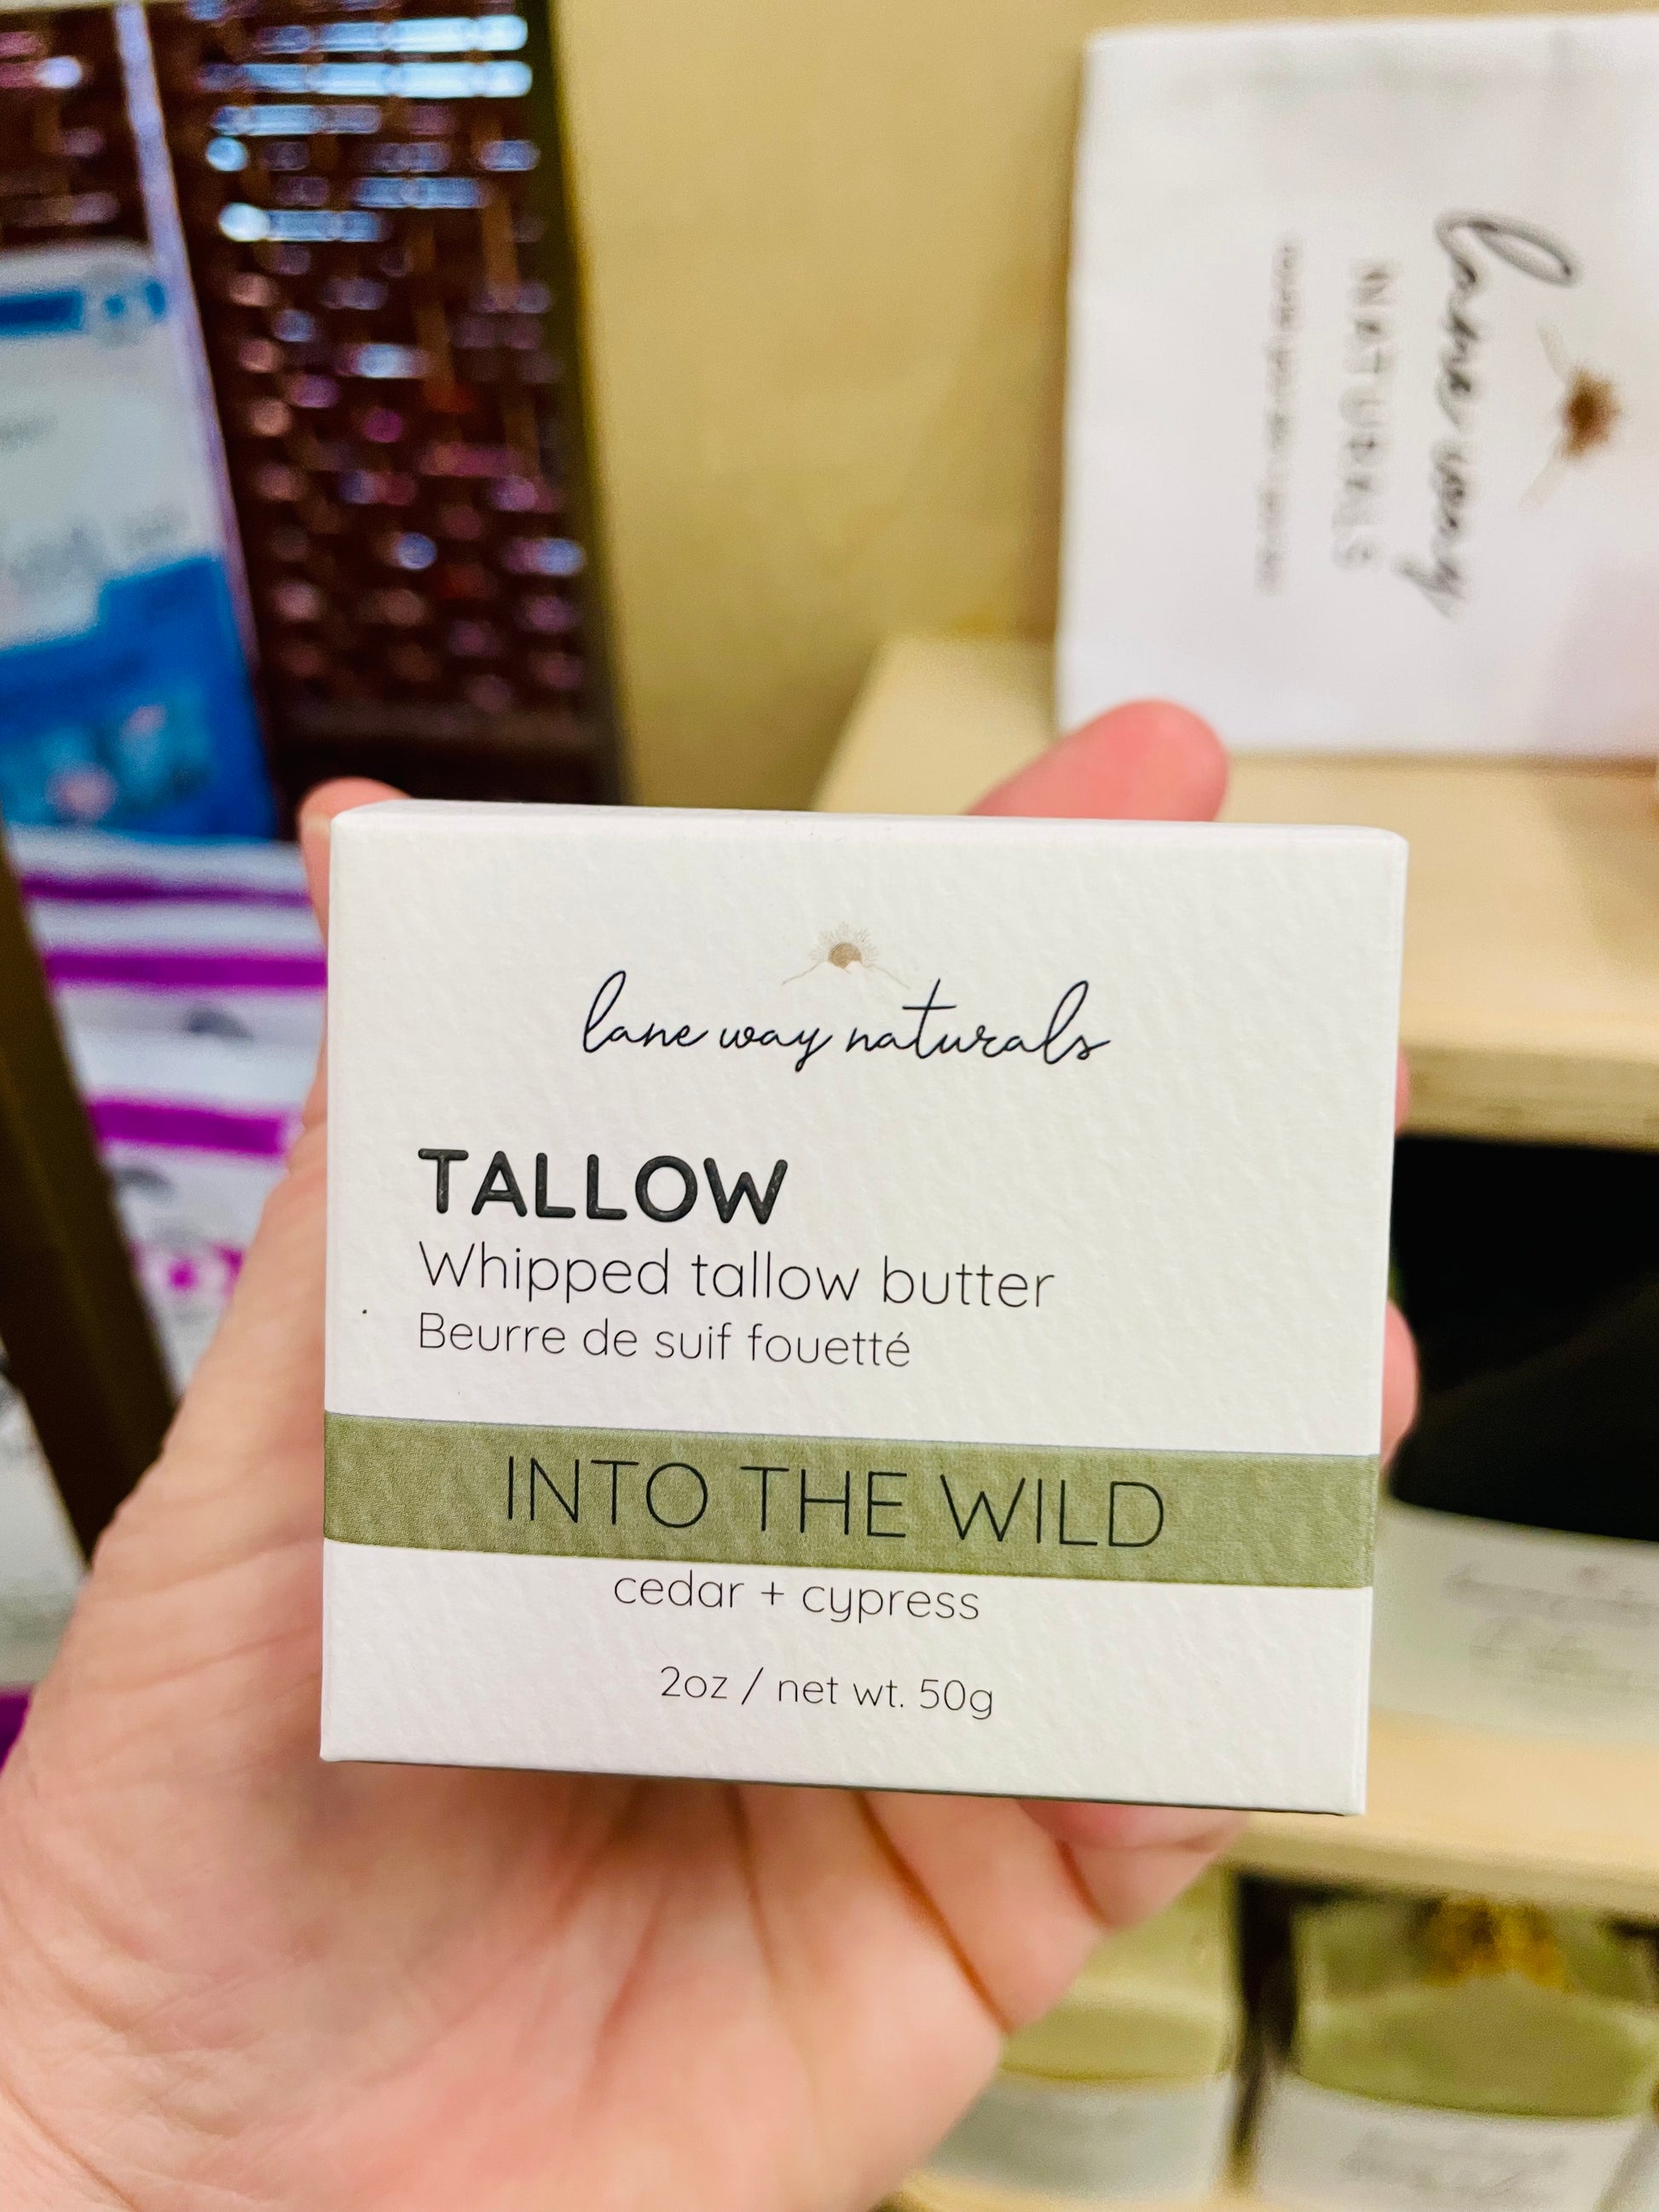 lane way naturals
TALLOW
Whipped tallow butter
Beurre de suif fouetté
INTO THE WILD
cedar + cypress
2oz / net wt. 50g
lane way
NATURALS